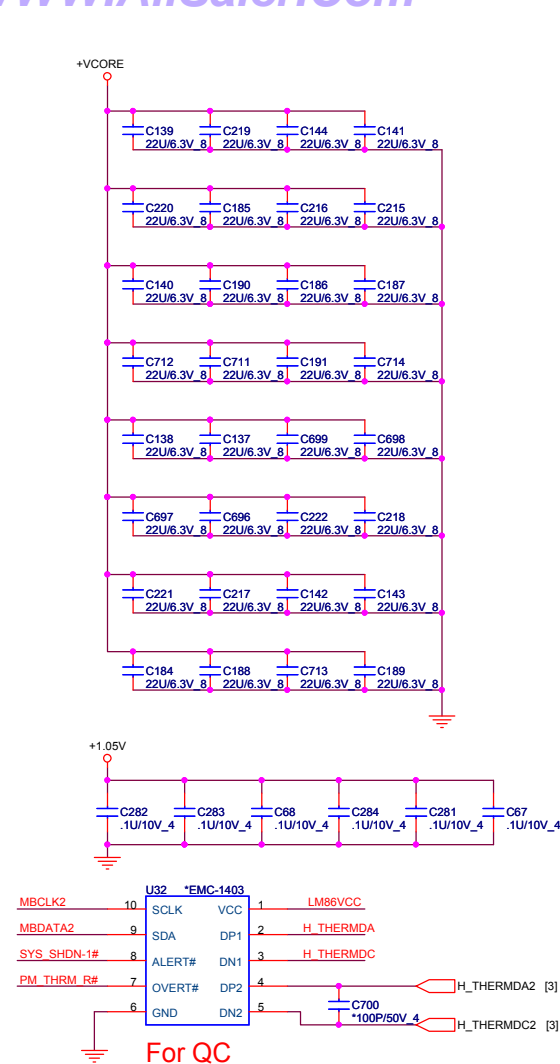 +VCORE
C139 C219 C144 C141
22U/6.3V_8 22U/6.3V_8 22U/6.3V_8 22U/6.3V_8
C220 C185 C216 C215
22U/6.3V_8 22U/6.3V_8 22U/6.3V_8 22U/6.3V_8
C140 C190 C186 C187
22U/6.3V_8 22U/6.3V_8 22U/6.3V_8 22U/6.3V_8
C712 C711 C191 C714
22U/6.3V_8 22U/6.3V_8 22U/6.3V_8 22U/6.3V_8
C138 C137 C699 C698
22U/6.3V_8 22U/6.3V_8 22U/6.3V_8 22U/6.3V_8
C697 C696 C222 C218
22U/6.3V_8 22U/6.3V_8 22U/6.3V_8 22U/6.3V_8
C221 C217 C142 C143
22U/6.3V_8 22U/6.3V_8 22U/6.3V_8 22U/6.3V_8
C184 C188 C713 C189
22U/6.3V_8 22U/6.3V_8 22U/6.3V_8 22U/6.3V_8
+1.05V
C282 C283 C68 C284 C281 C67
.1U/10V_4 .1U/10V_4 .1U/10V_4 .1U/10V_4 .1U/10V_4 .1U/10V_4
U32 *EMC-1403
MBCLK2 10 SCLK VCC 1 LM86VCC
MBDATA2 9 SDA DP1 2 H_THERMDA
SYS_SHDN-1# 8 ALERT# DN1 3 H_THERMDC
PM_THRM_R# 7 OVERT# DP2 4 H_THERMDA2 [3]
C700
*100P/50V_4
6 GND DN2 5 H_THERMDC2 [3]
For QC